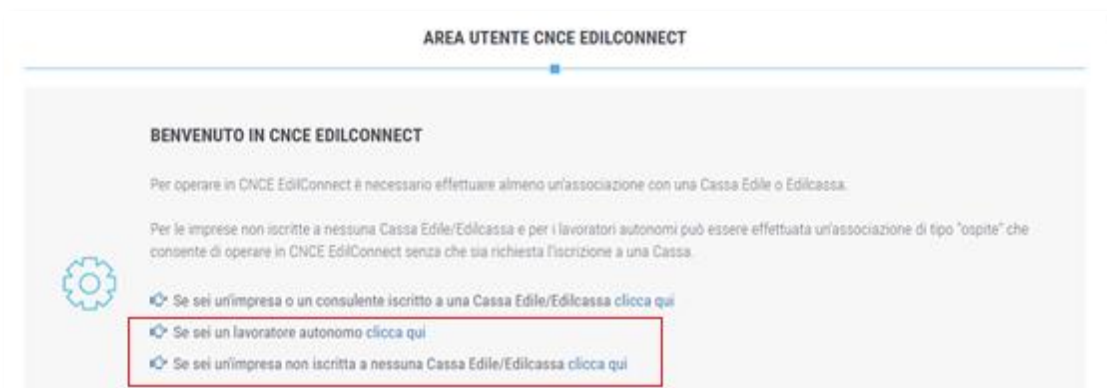 AREA UTENTE CNCE EDILCONNECT
BENVENUTO IN CNCE EDILCONNECT
Per operare in CNCE EdilConnect è necessario effettuare almeno un'associazione con una Cassa Edile o Edilcassa.
Per le imprese non iscritte a nessuna Cassa Edile/Edilcassa e per i lavoratori autonomi può essere effettuata un'associazione di tipo "ospite" che
consente di operare in CNCE EdilConnect senza che sia richiesta l'iscrizione a una Cassa.
Se sei un'impresa o un consulente iscritto a una Cassa Edile/Edilcassa clicca qui
Se sei un lavoratore autonomo clicca qui
Se sei un'impresa non iscritta a nessuna Cassa Edile/Edilcassa clicca qui